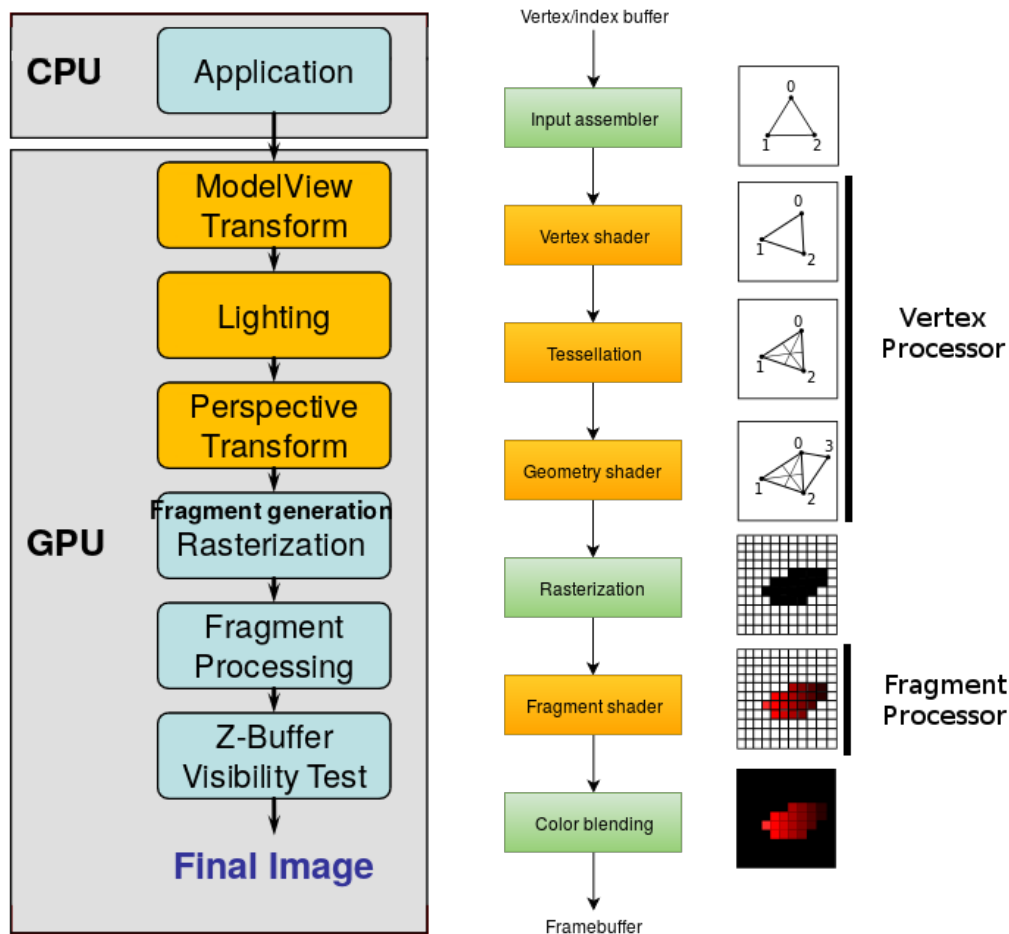 CPU
Application
GPU
ModelView
Transform
Lighting
Perspective
Transform
Fragment generation
Rasterization
Fragment
Processing
Z-Buffer
Visibility Test
Final Image
Vertex/index buffer
Input assembler
Vertex shader
Tessellation
Geometry shader
Rasterization
Fragment shader
Color blending
Framebuffer
0
1 2
0
1
2
0
1
2
0 3
1
2
Vertex
Processor
Fragment
Processor